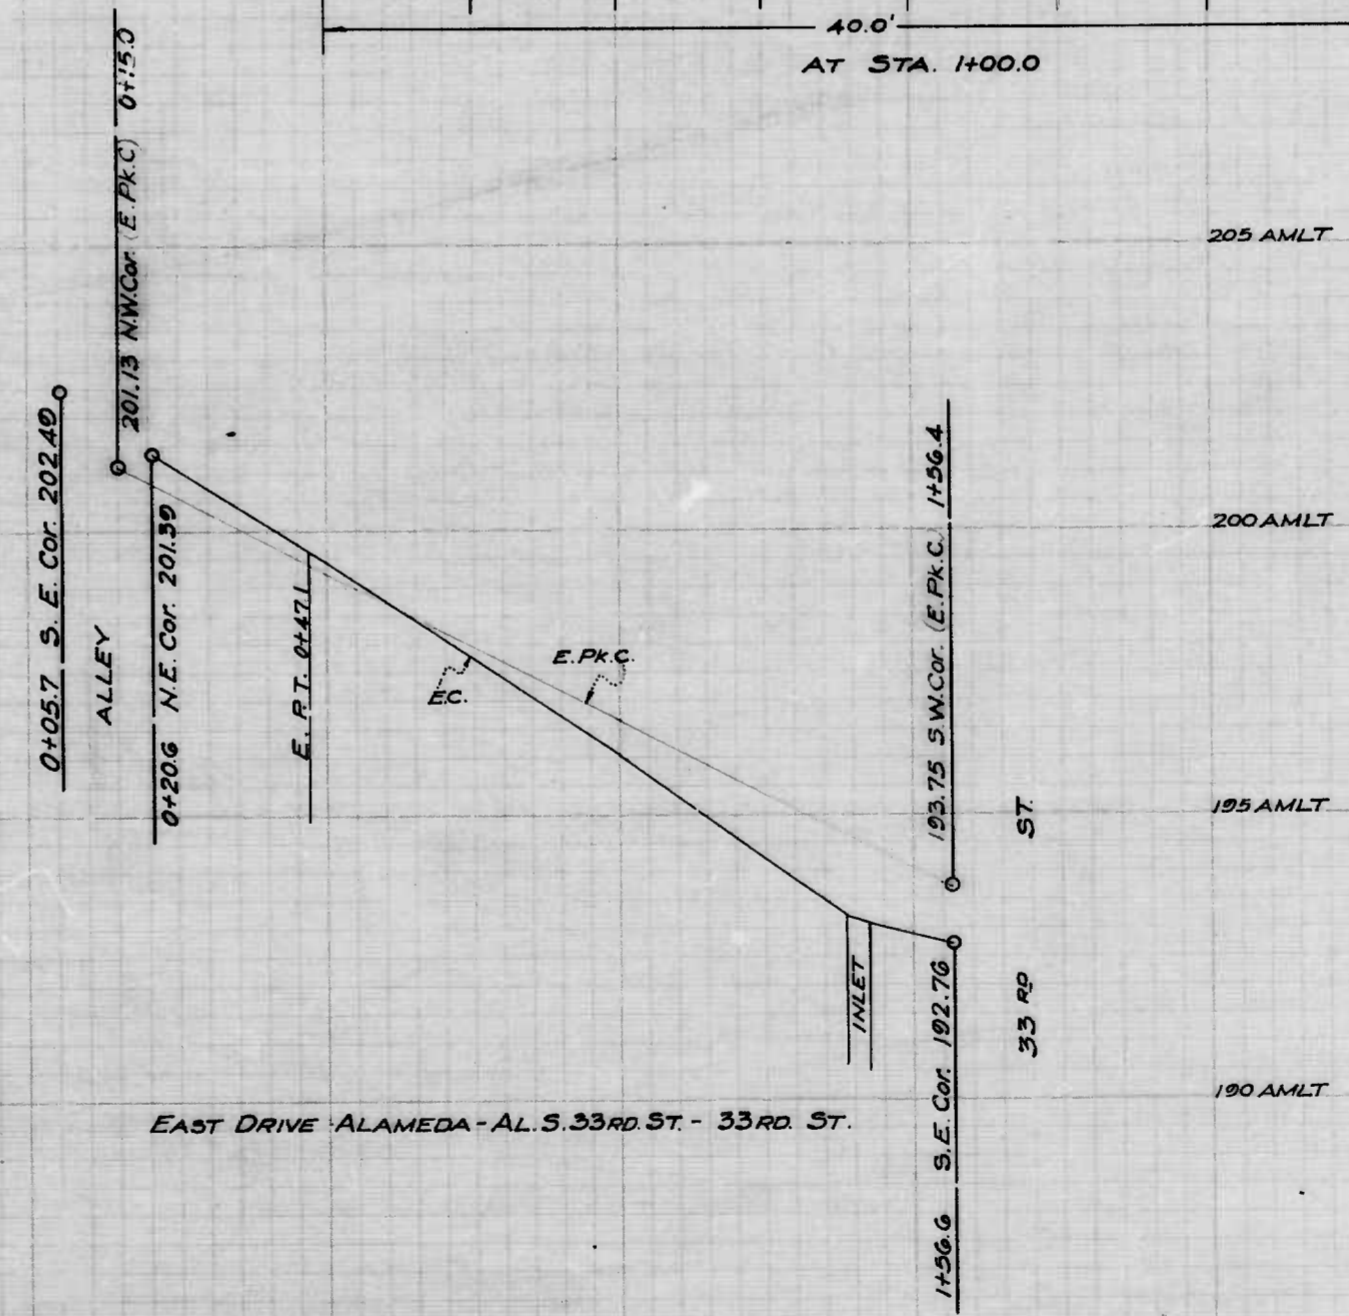 40.0'
AT STA. 1+00.0
0+15.0
201.13 N.W.Cor. (E.Pk.C)
205 AMLT
0+05.7 S.E. Cor. 202.49
ALLEY
0+20.6 N.E. Cor. 201.39
E.P.T. 0+47.1
E.C.
E.Pk.C.
193.75 S.W.Cor. (E.Pk.C.) 1+56.4
200 AMLT
195 AMLT
33 RD ST.
INLET
1+56.6 S.E. Cor. 192.76
190 AMLT
EAST DRIVE ALAMEDA - AL. S. 33RD. ST. - 33RD. ST.